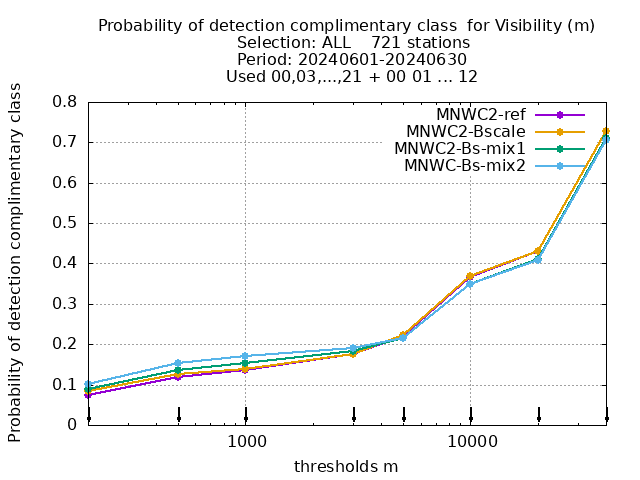 Probability of detection complimentary class  for Visibility (m)
Selection: ALL    721 stations
Period: 20240601-20240630
Used 00,03,...,21 + 00 01 ... 12
Probability of detection complimentary class
0.8
0.7
0.6
0.5
0.4
0.3
0.2
0.1
0
MNWC2-ref
MNWC2-Bscale
MNWC2-Bs-mix1
MNWC-Bs-mix2
1000
10000
thresholds m